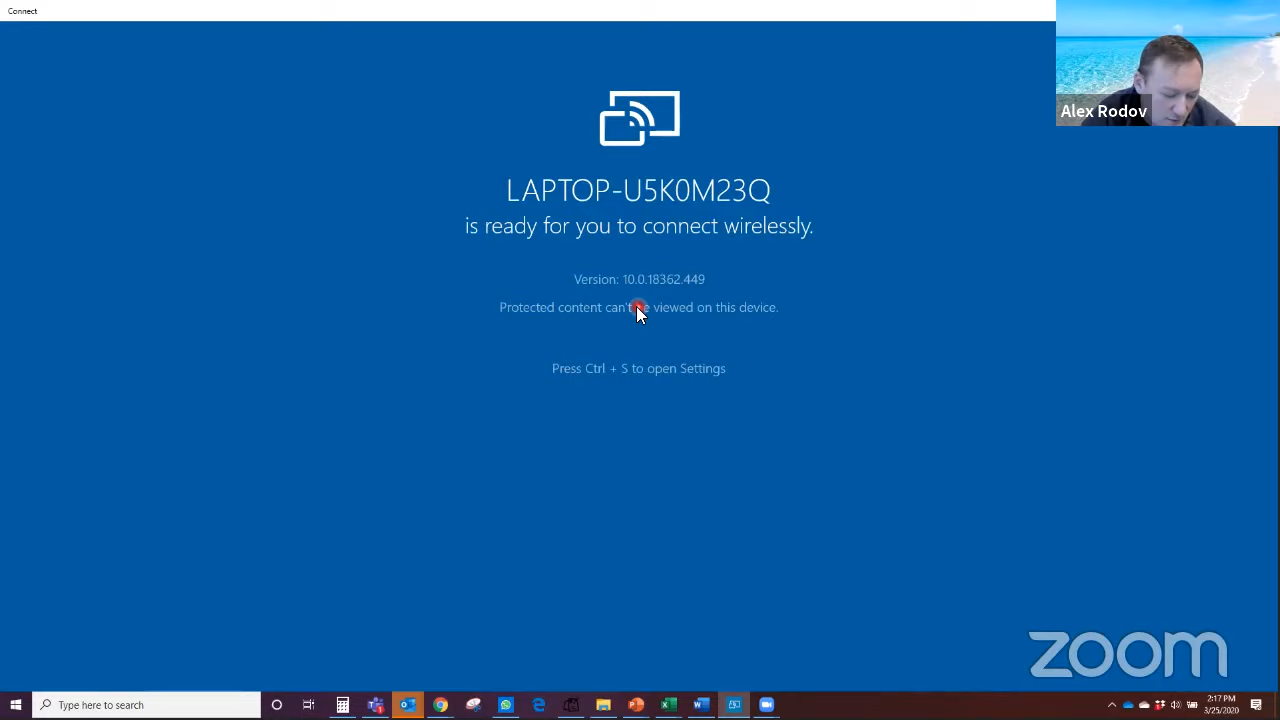 Connect
Alex Rodov
LAPTOP-U5K0M23Q
is ready for you to connect wirelessly.
Version: 10.0.18362.449
Protected content can't be viewed on this device.
Press Ctrl + S to open Settings
zoom
Type here to search
2:17 PM
3/25/2020